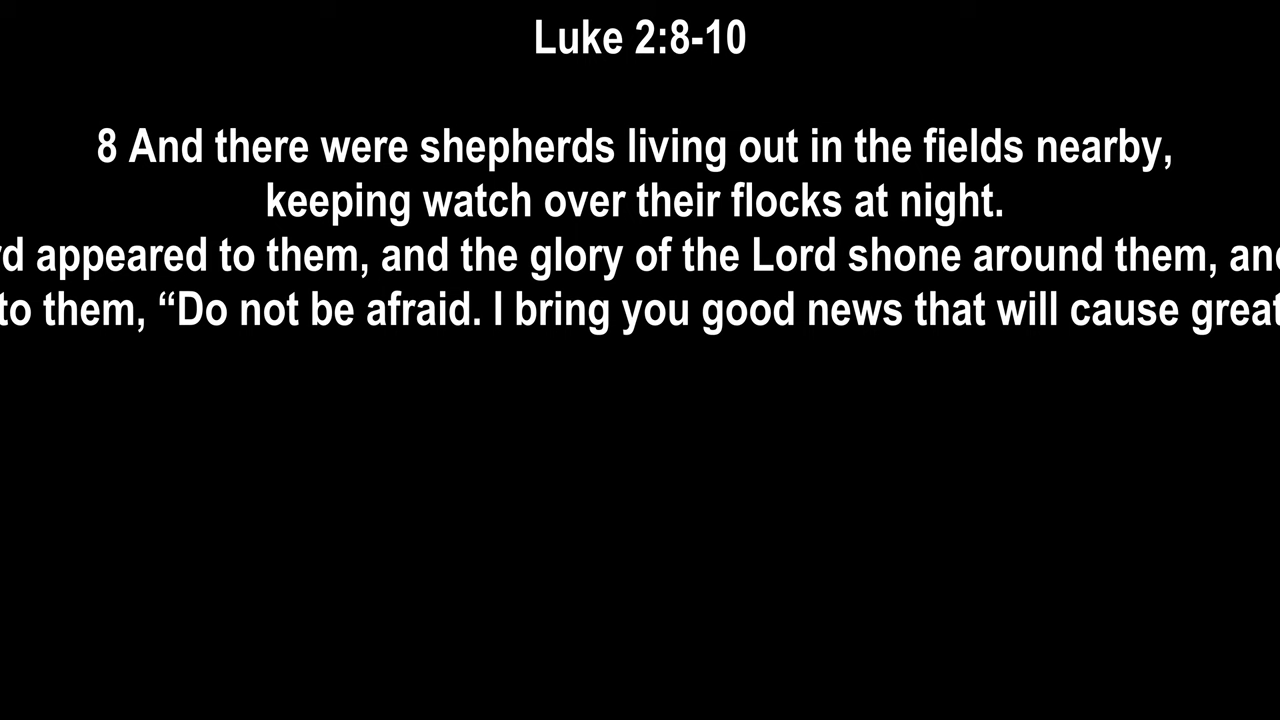 Luke 2:8-10
8 And there were shepherds living out in the fields nearby,
keeping watch over their flocks at night.
appeared to them, and the glory of the Lord shone around them,
to them, “Do not be afraid. I bring you good news that will cause great